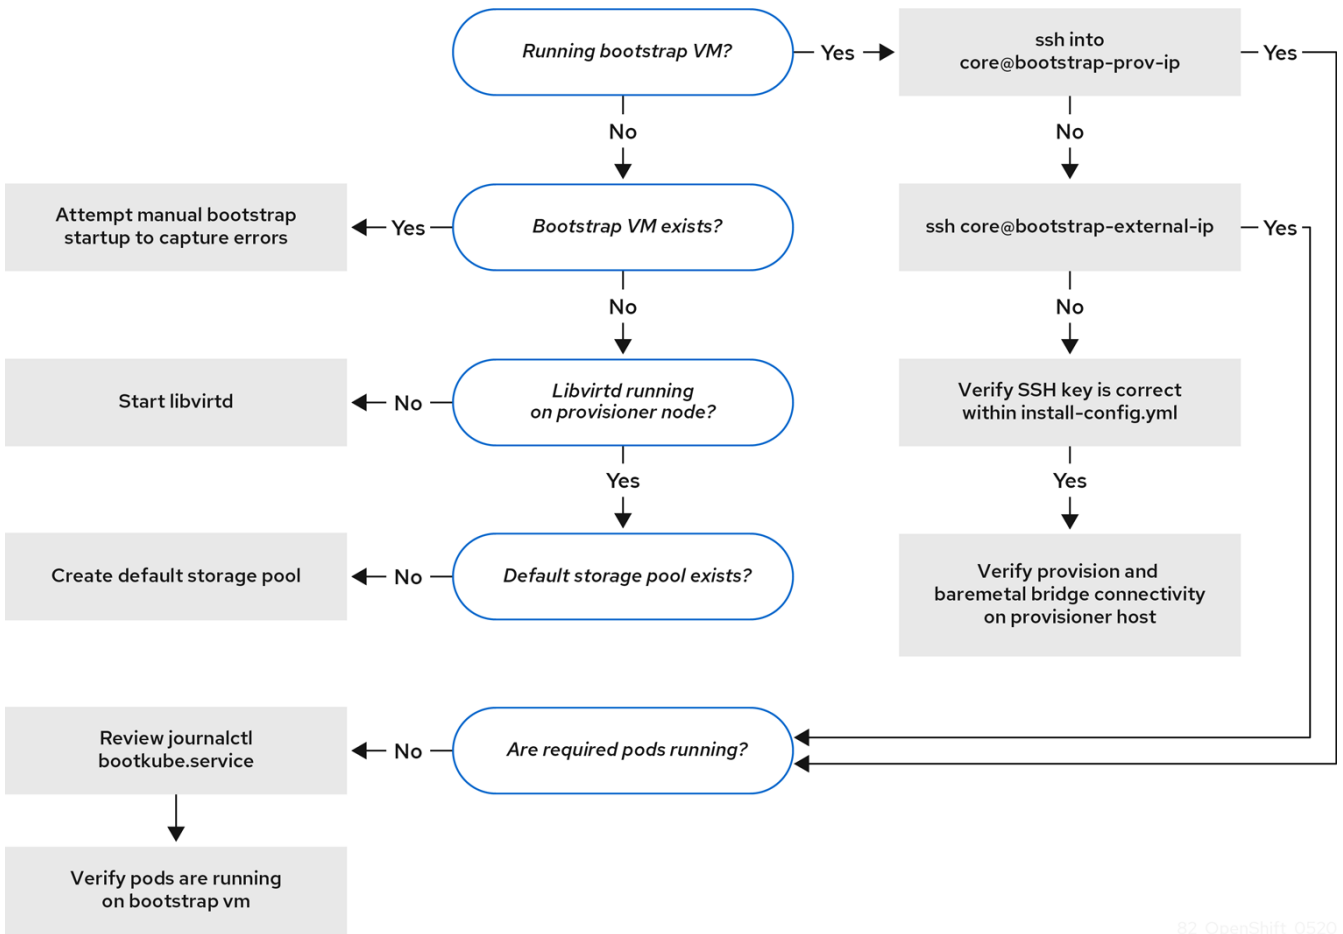 Running bootstrap VM?
Yes
ssh into
core@bootstrap-prov-ip
Yes
No
No
Attempt manual bootstrap
startup to capture errors
Yes
Bootstrap VM exists?
ssh core@bootstrap-external-ip
Yes
No
No
Start libvirtd
No
Libvirtd running
on provisioner node?
Verify SSH key is correct
within install-config.yml
Yes
Yes
Create default storage pool
No
Default storage pool exists?
Verify provision and
baremetal bridge connectivity
on provisioner host
Review journalctl
bootkube.service
No
Are required pods running?
Verify pods are running
on bootstrap vm
82_OpenShift_0520